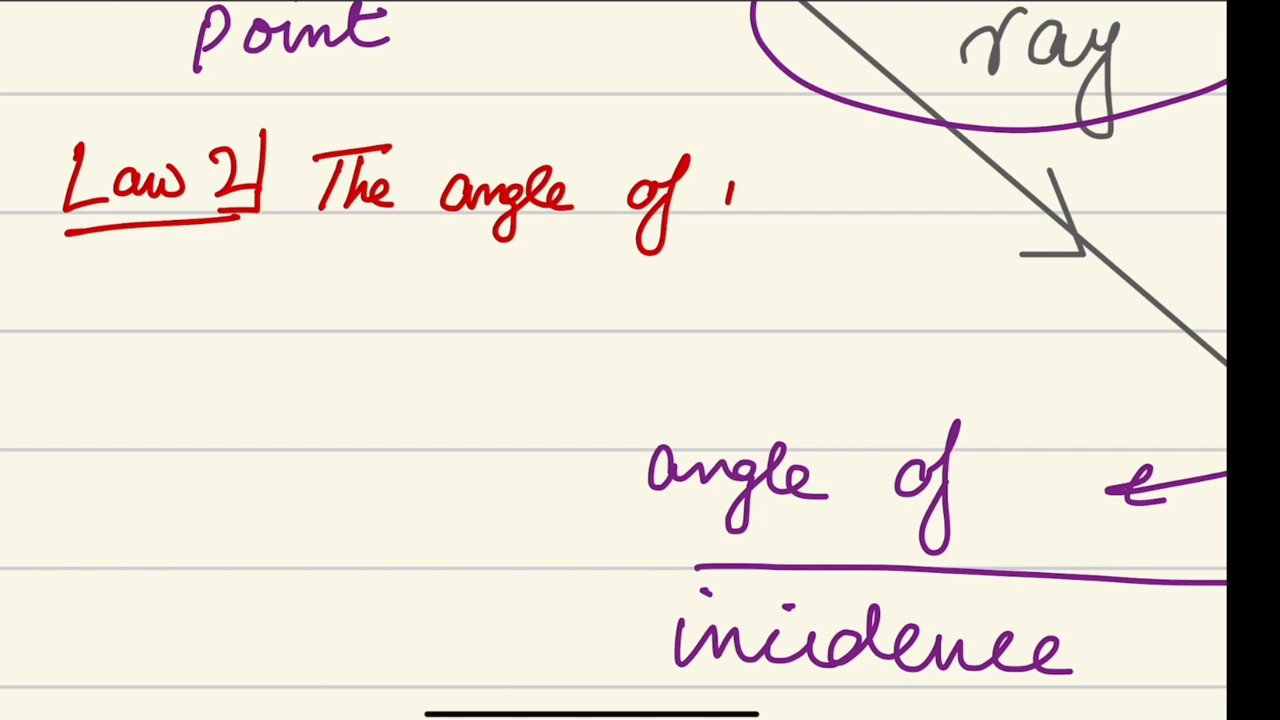 point
ray
Law 2] The angle of
angle of
incidence